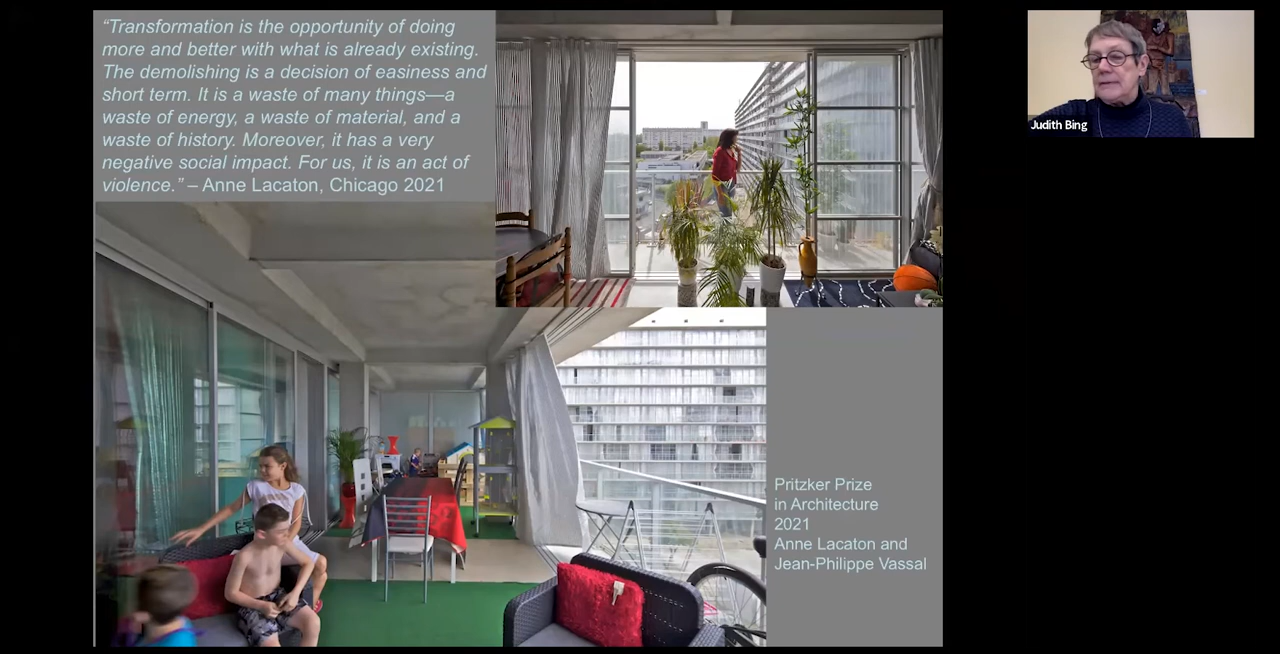 “Transformation is the opportunity of doing
more and better with what is already existing.
The demolishing is a decision of easiness and
short term. It is a waste of many things—a
waste of energy, a waste of material, and a
waste of history. Moreover, it has a very
negative social impact. For us, it is an act of
violence.” – Anne Lacaton, Chicago 2021
Judith Bing
Pritzker Prize
in Architecture
2021
Anne Lacaton and
Jean-Philippe Vassal